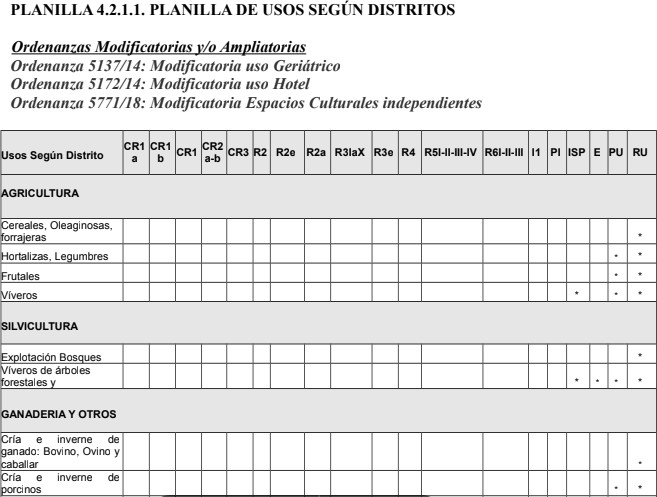 PLANILLA 4.2.1.1. PLANILLA DE USOS SEGÚN DISTRITOS
Ordenanzas Modificatorias y/o Ampliatorias
Ordenanza 5137/14: Modificatoria uso Geriátrico
Ordenanza 5172/14: Modificatoria uso Hotel
Ordenanza 5771/18: Modificatoria Espacios Culturales independientes
Usos Según Distrito CR1 a CR1 b CR1 CR2 a-b CR3 R2 R2e R2a R3IaX R3e R4 R5I-II-III-IV R6I-II-III I1 PI ISP E PU RU
AGRICULTURA
Cereales, Oleaginosas,
forrajeras *
Hortalizas, Legumbres * *
Frutales * *
Víveros * * *
SILVICULTURA
Explotación Bosques *
Víveros de árboles
forestales y * * * *
GANADERIA Y OTROS
Cría e inverne de
ganado: Bovino, Ovino y
caballar *
Cría e inverne de
porcinos * *